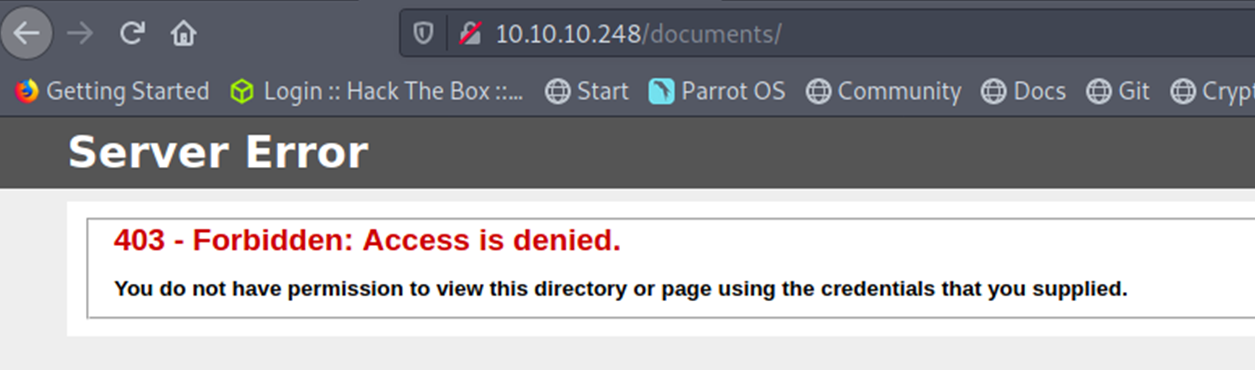 10.10.10.248/documents/
Getting Started Login :: Hack The Box ::... Start Parrot OS Community Docs Git Crypt
Server Error
403 - Forbidden: Access is denied.
You do not have permission to view this directory or page using the credentials that you supplied.